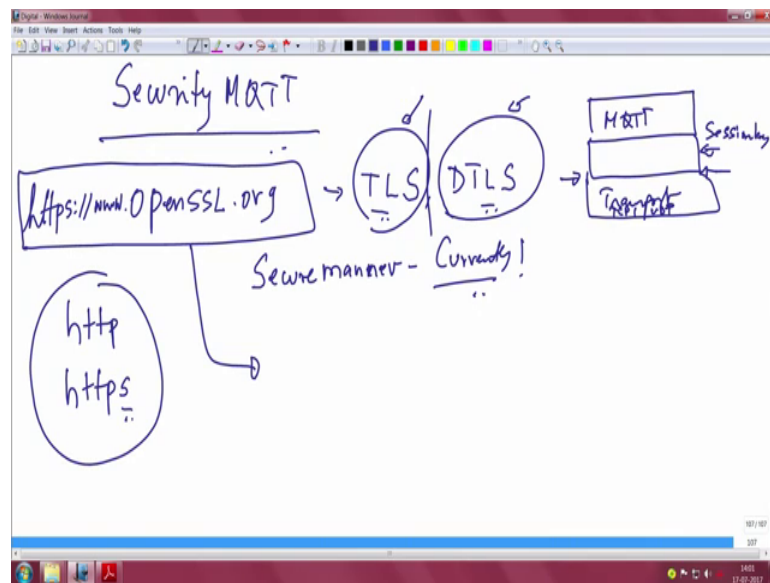 Digital - Windows Journal
File Edit View Insert Actions Tools Help
Security MQTT
https://www.OpenSSL.org
TLS
DTLS
MQTT
Session key
Transport
Secure manner - Currently!
http
https
107/107
107
14:01
17-07-2017